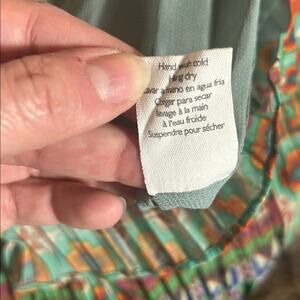 Hand wash cold
Hang dry
Lavar a mano en agua fria
Colgar para secar
lavage à la main
à l'eau froide
Suspendre pour sécher